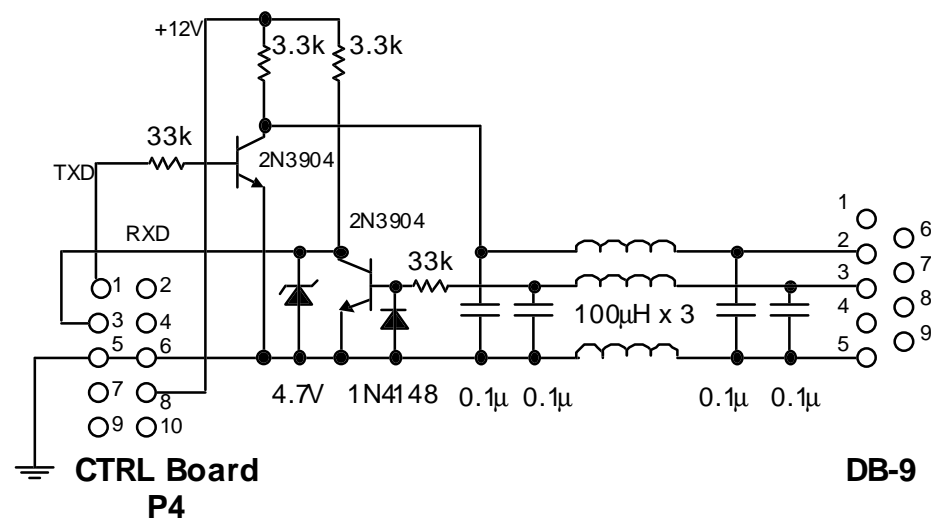 +12V
3.3k 3.3k
33k
2N3904
TXD
2N3904
RXD
33k
1
6
2
7
3
8
4
9
5
1 2
3 4
5 6
7 8
9 10
100μH x 3
4.7V 1N4148 0.1μ 0.1μ 0.1μ 0.1μ
CTRL Board
P4
DB-9